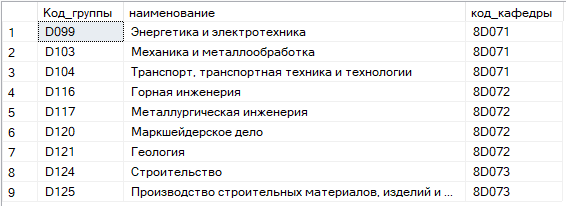 Код_группы наименование код_кафедры
1 D099 Энергетика и электротехника 8D071
2 D103 Механика и металлообработка 8D071
3 D104 Транспорт, транспортная техника и технологии 8D071
4 D116 Горная инженерия 8D072
5 D117 Металлургическая инженерия 8D072
6 D120 Маркшейдерское дело 8D072
7 D121 Геология 8D072
8 D124 Строительство 8D073
9 D125 Производство строительных материалов, изделий и ... 8D073